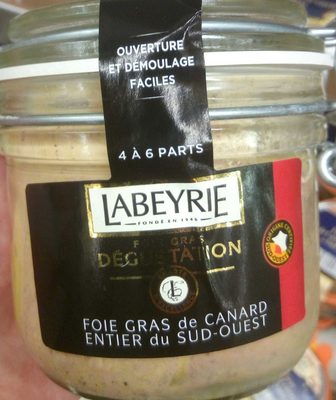 OUVERTURE
ET DÉMOULAGE
FACILES
4 À 6 PARTS
LABEYRIE
FONDÉ EN 1946
FOIE GRAS
DÉGUSTATION
FOIE GRAS de CANARD
ENTIER du SUD-OUEST